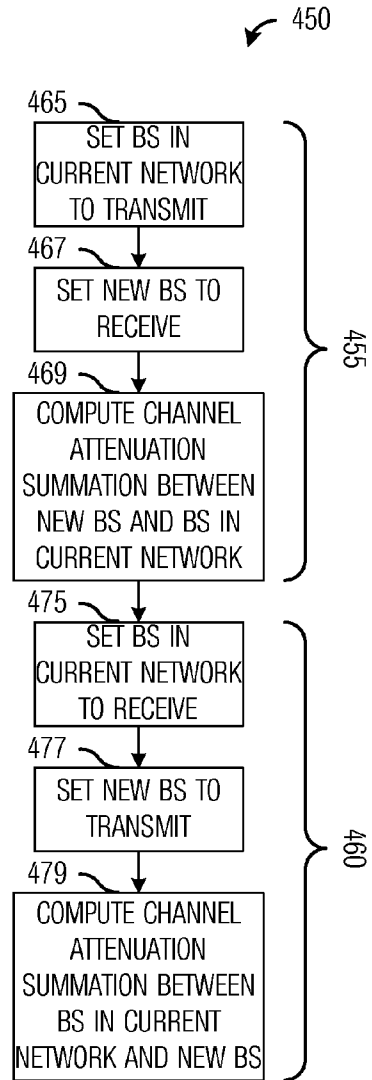 450
465
SET BS IN
CURRENT NETWORK
TO TRANSMIT
467
SET NEW BS TO
RECEIVE
455
469
COMPUTE CHANNEL
ATTENUATION
SUMMATION BETWEEN
NEW BS AND BS IN
CURRENT NETWORK
475
SET BS IN
CURRENT NETWORK
TO RECEIVE
477
SET NEW BS TO
TRANSMIT
460
479
COMPUTE CHANNEL
ATTENUATION
SUMMATION BETWEEN
BS IN CURRENT
NETWORK AND NEW BS